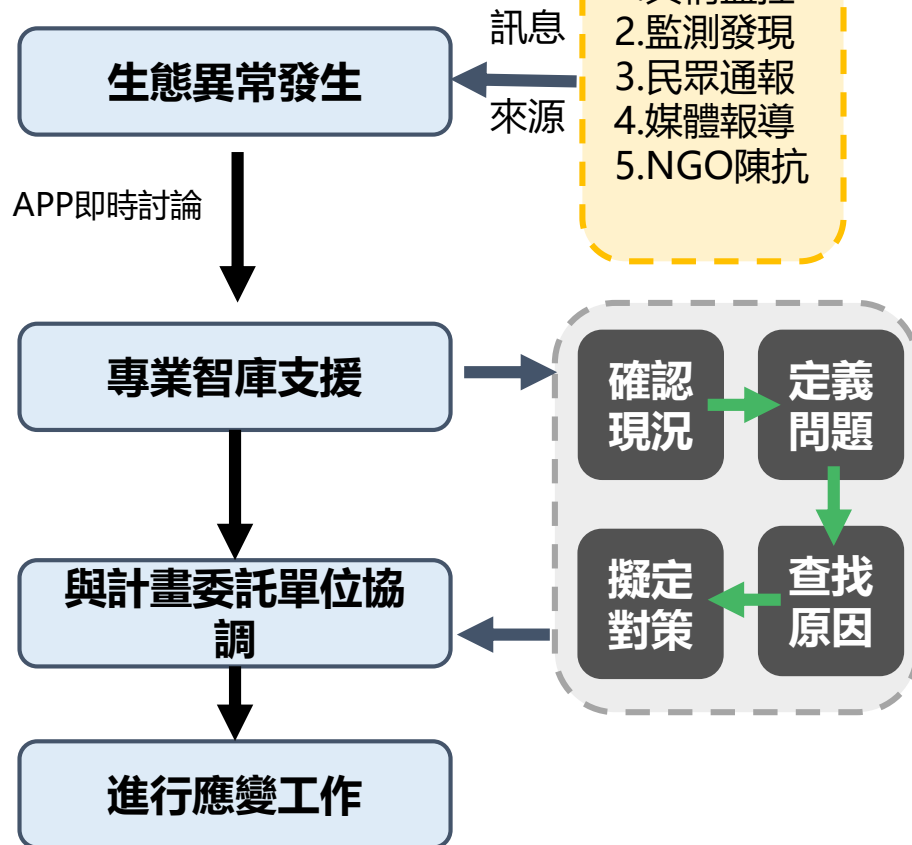 訊息
來源
2.監測發現
3.民眾通報
4.媒體報導
5.NGO陳抗
生態異常發生
APP即時討論
專業智庫支援
確認
現況
定義
問題
查找
原因
擬定
對策
與計畫委託單位協
調
進行應變工作